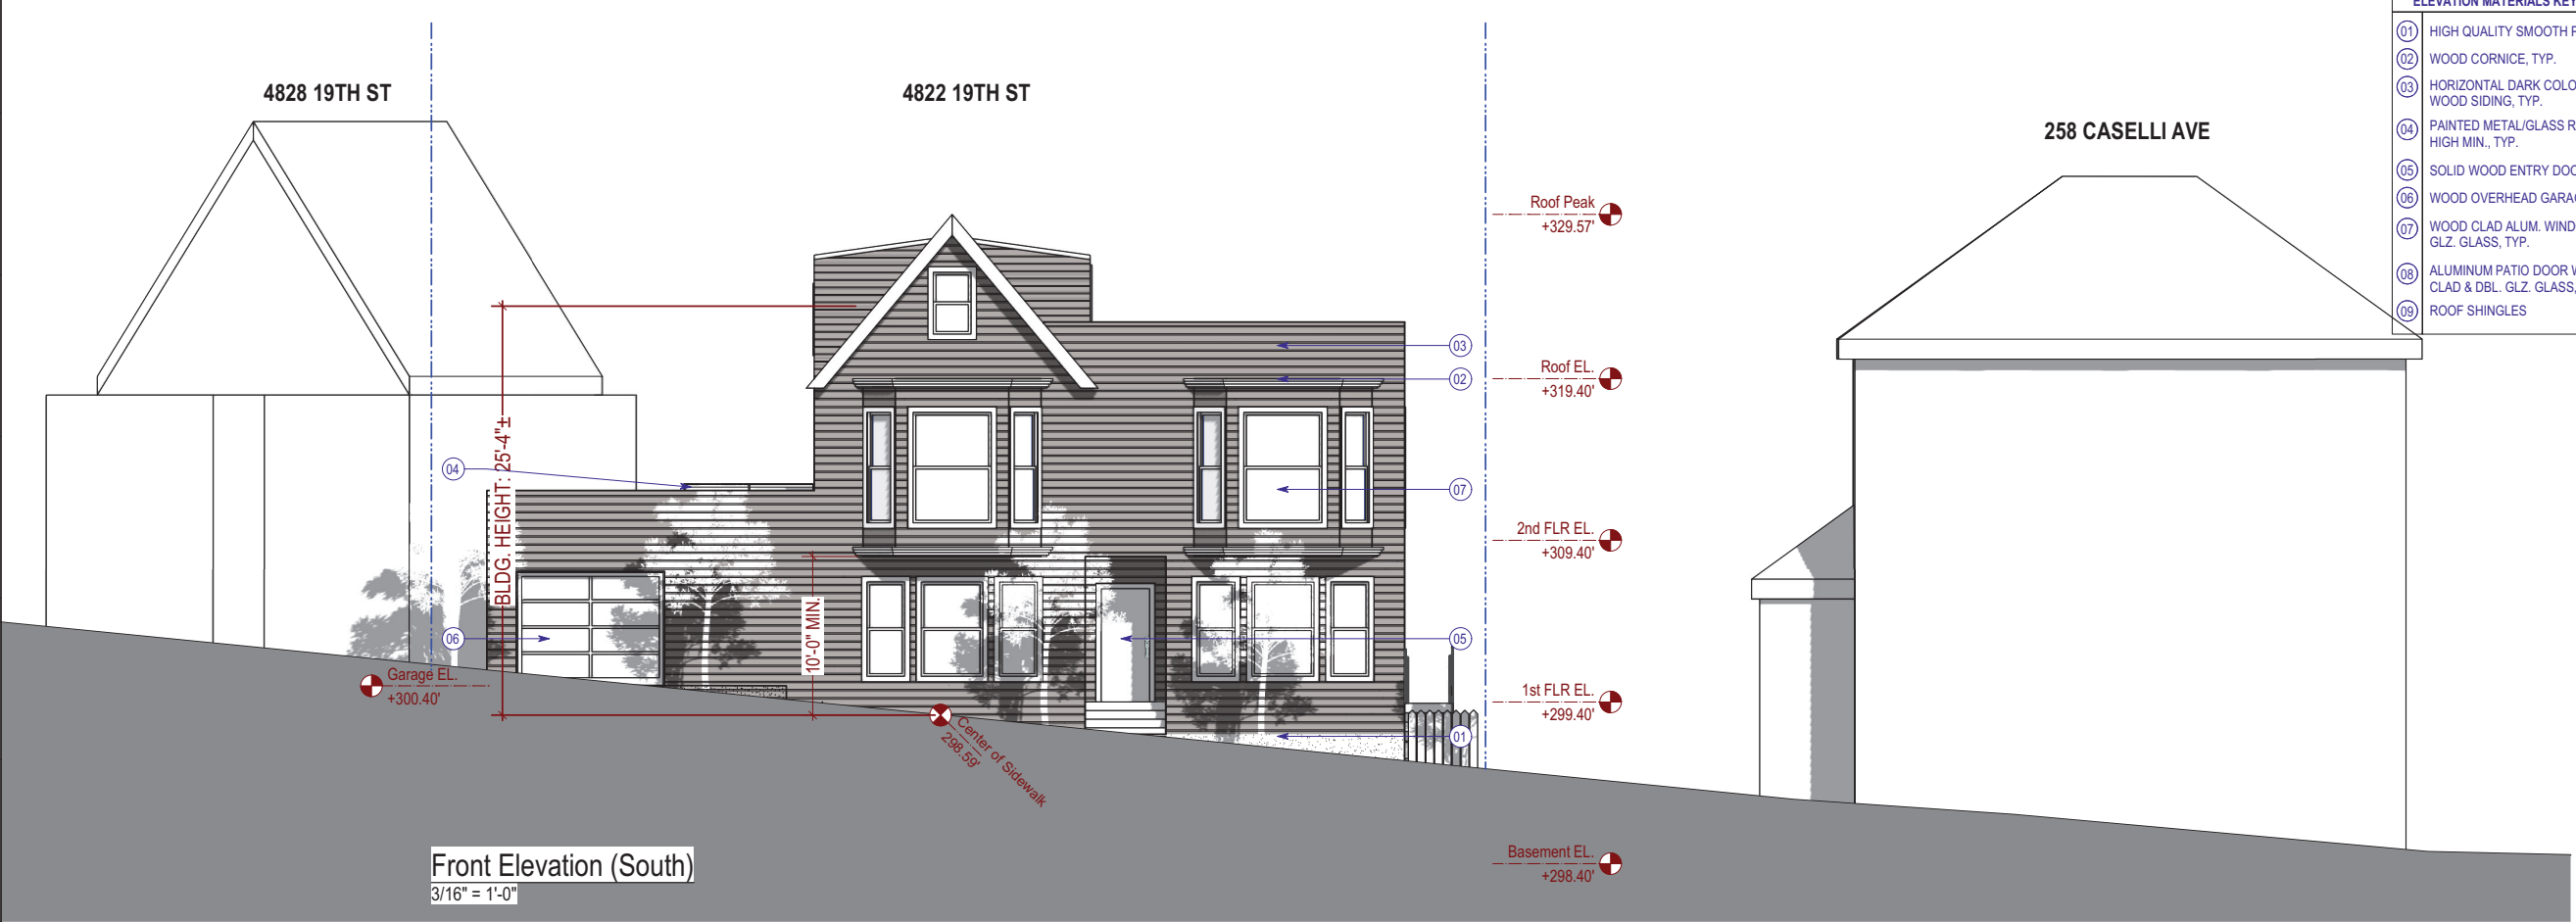 ELEVATION MATERIALS KEY
01 HIGH QUALITY SMOOTH
02 WOOD CORNICE, TYP.
03 HORIZONTAL DARK
WOOD SIDING, TYP.
04 PAINTED METAL/GLASS
HIGH MIN., TYP.
05 SOLID WOOD ENTRY
06 WOOD OVERHEAD
07 WOOD CLAD ALUM.
GLZ. GLASS, TYP.
08 ALUMINUM PATIO DOOR
CLAD & DBL. GLZ. GLASS,
09 ROOF SHINGLES
4828 19TH ST
4822 19TH ST
258 CASELLI AVE
Roof Peak
+329.57'
03
Roof EL.
+319.40'
02
BLDG. HEIGHT: 25'-4"±
04
07
2nd FLR EL.
+309.40'
10'-0" MIN.
06
05
Garage EL.
+300.40'
1st FLR EL.
+299.40'
Center of Sidewalk
298.59'
01
Basement EL.
+298.40'
Front Elevation (South)
3/16" = 1'-0"